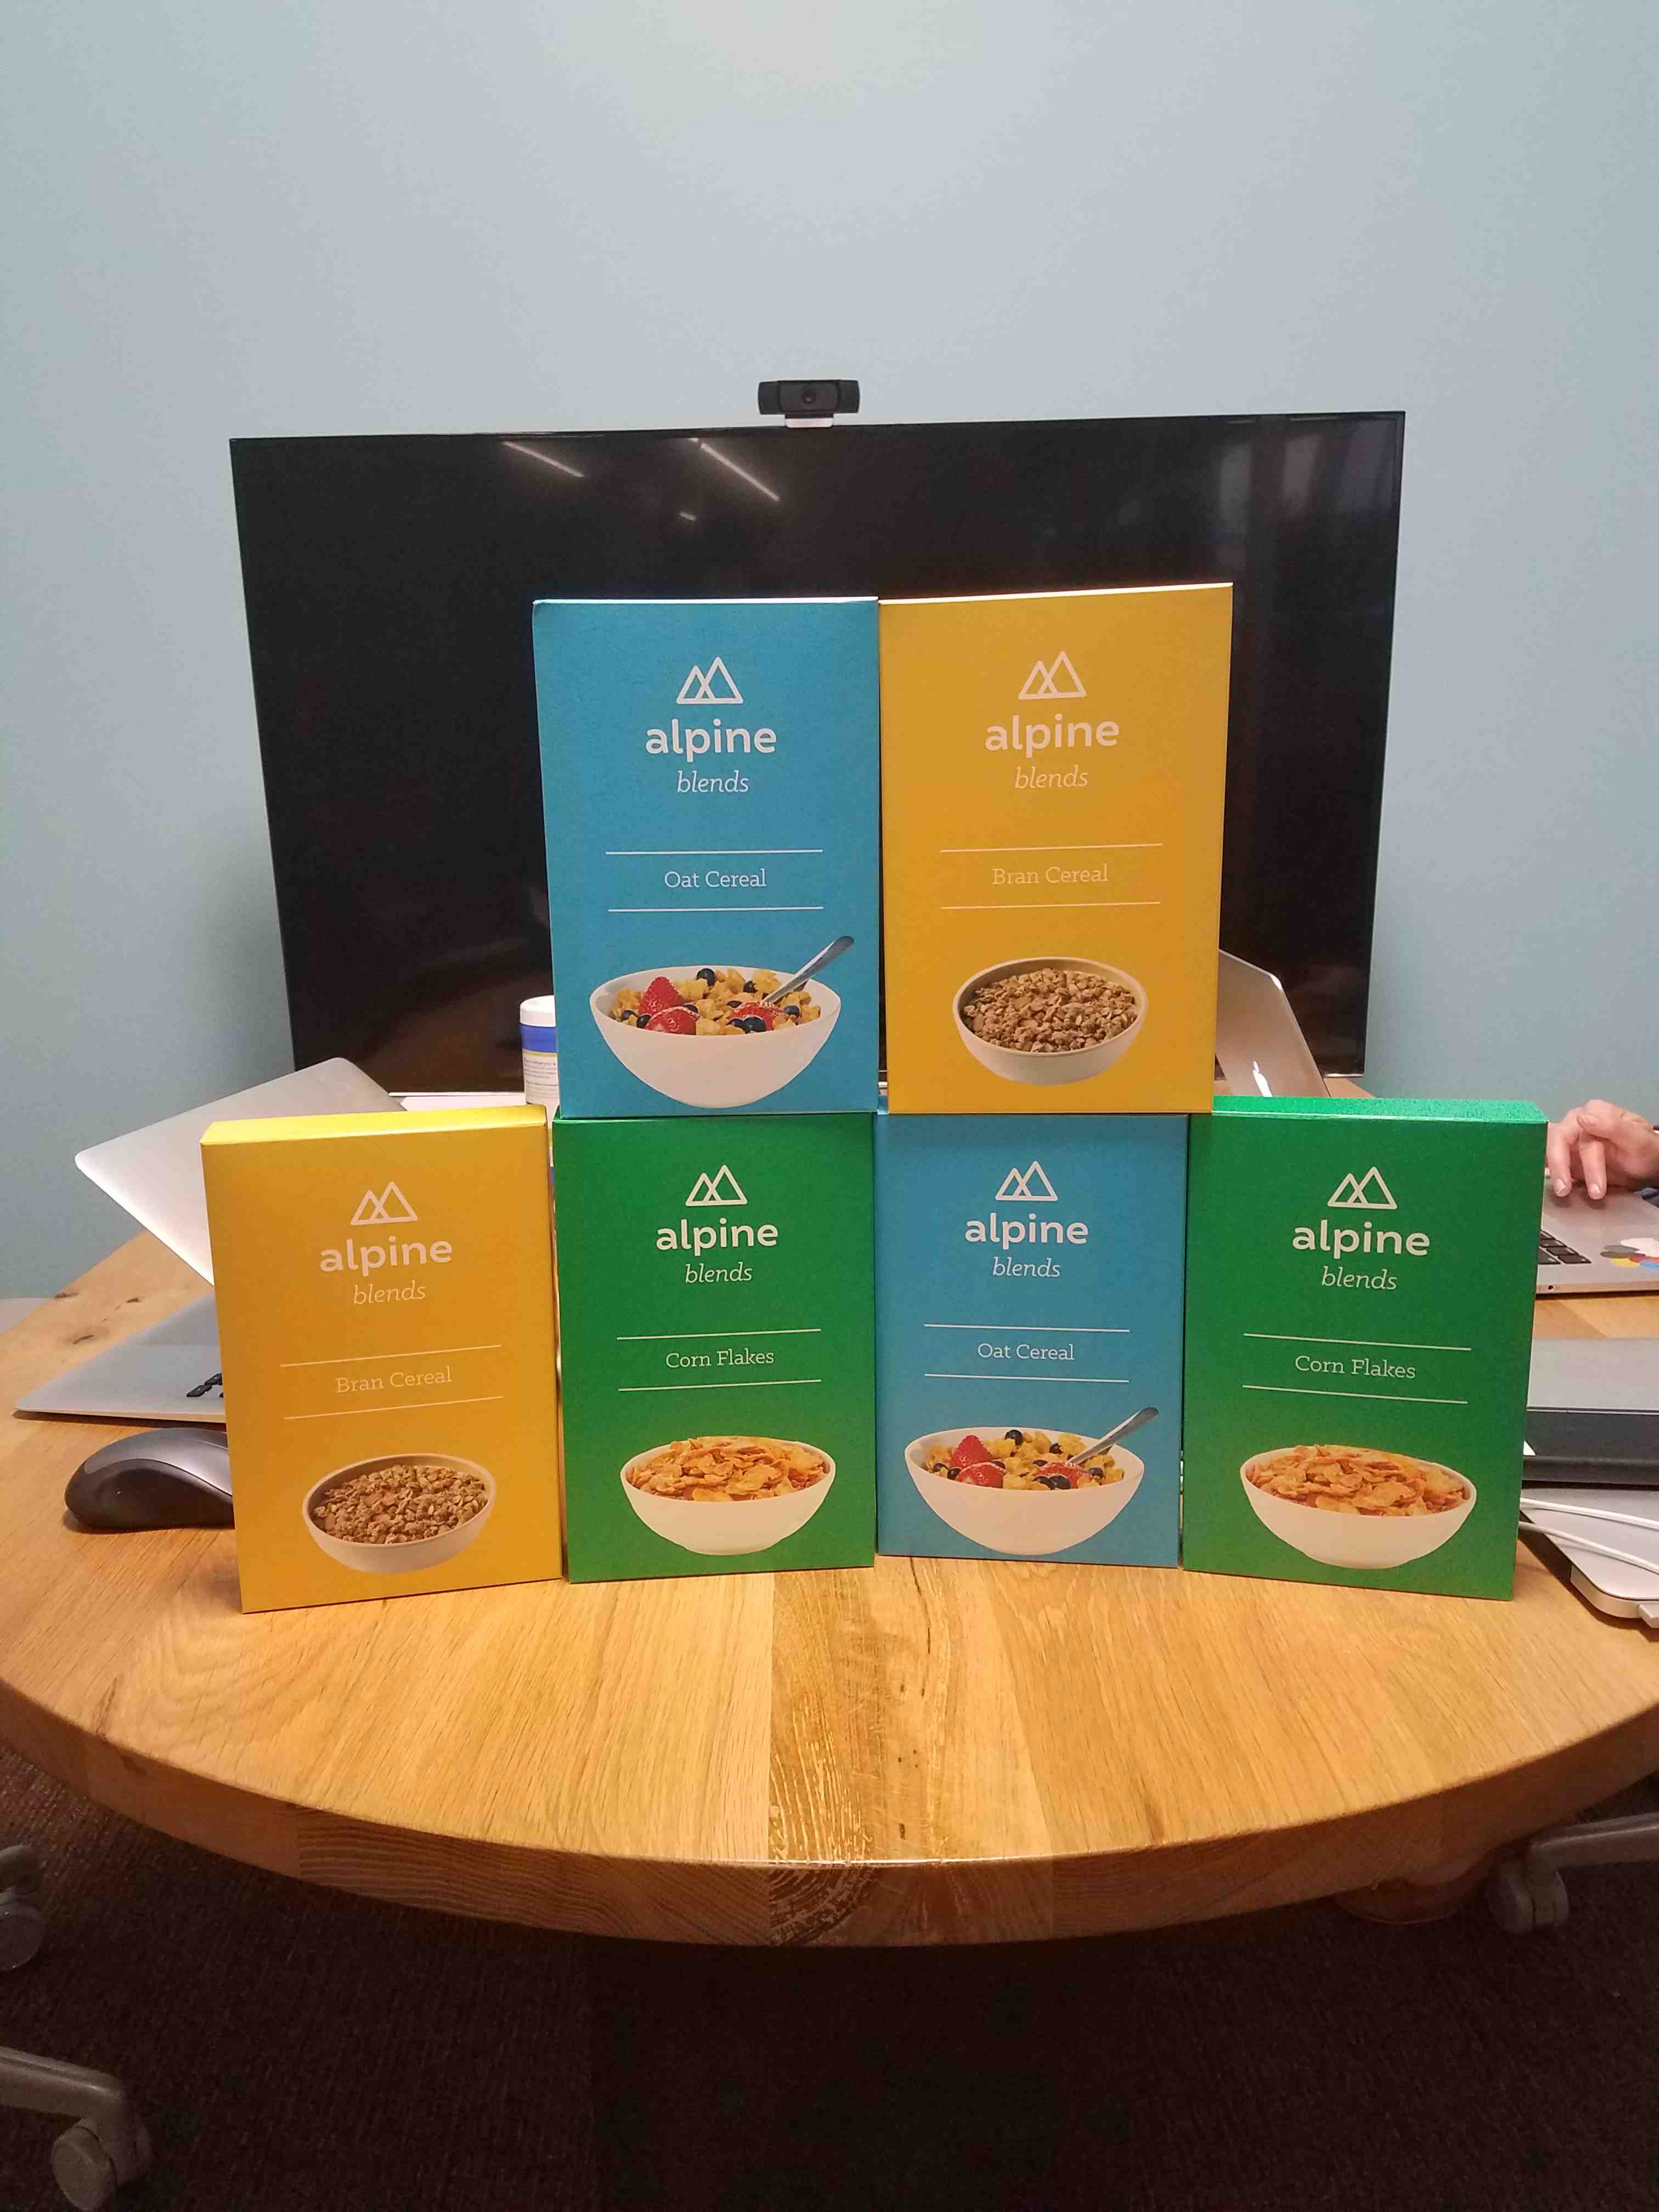 alpine
blends
Oat Cereal
alpine
blends
Bran Cereal
alpine
blends
Bran Cereal
alpine
blends
Corn Flakes
alpine
blends
Oat Cereal
alpine
blends
Corn Flakes